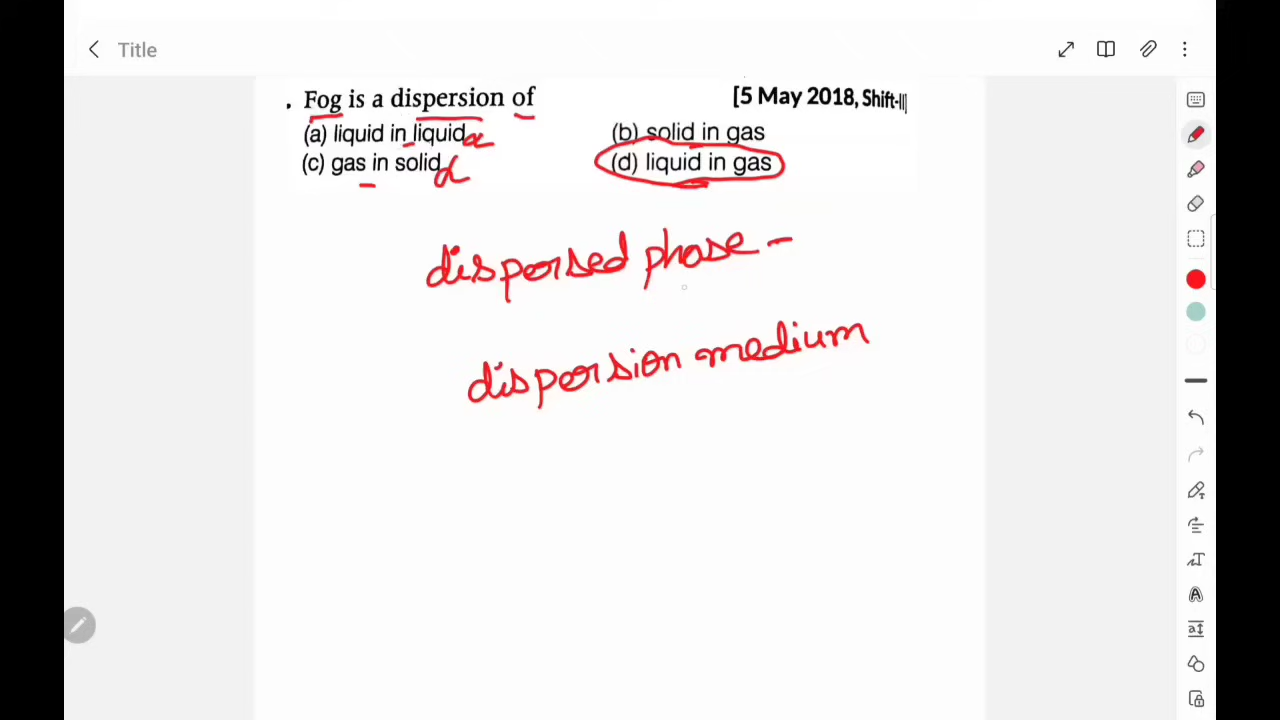 Title
. Fog is a dispersion of [5 May 2018, Shift-II]
(a) liquid in liquid (b) solid in gas
(c) gas in solid (d) liquid in gas
dispersed phase -
dispersion medium